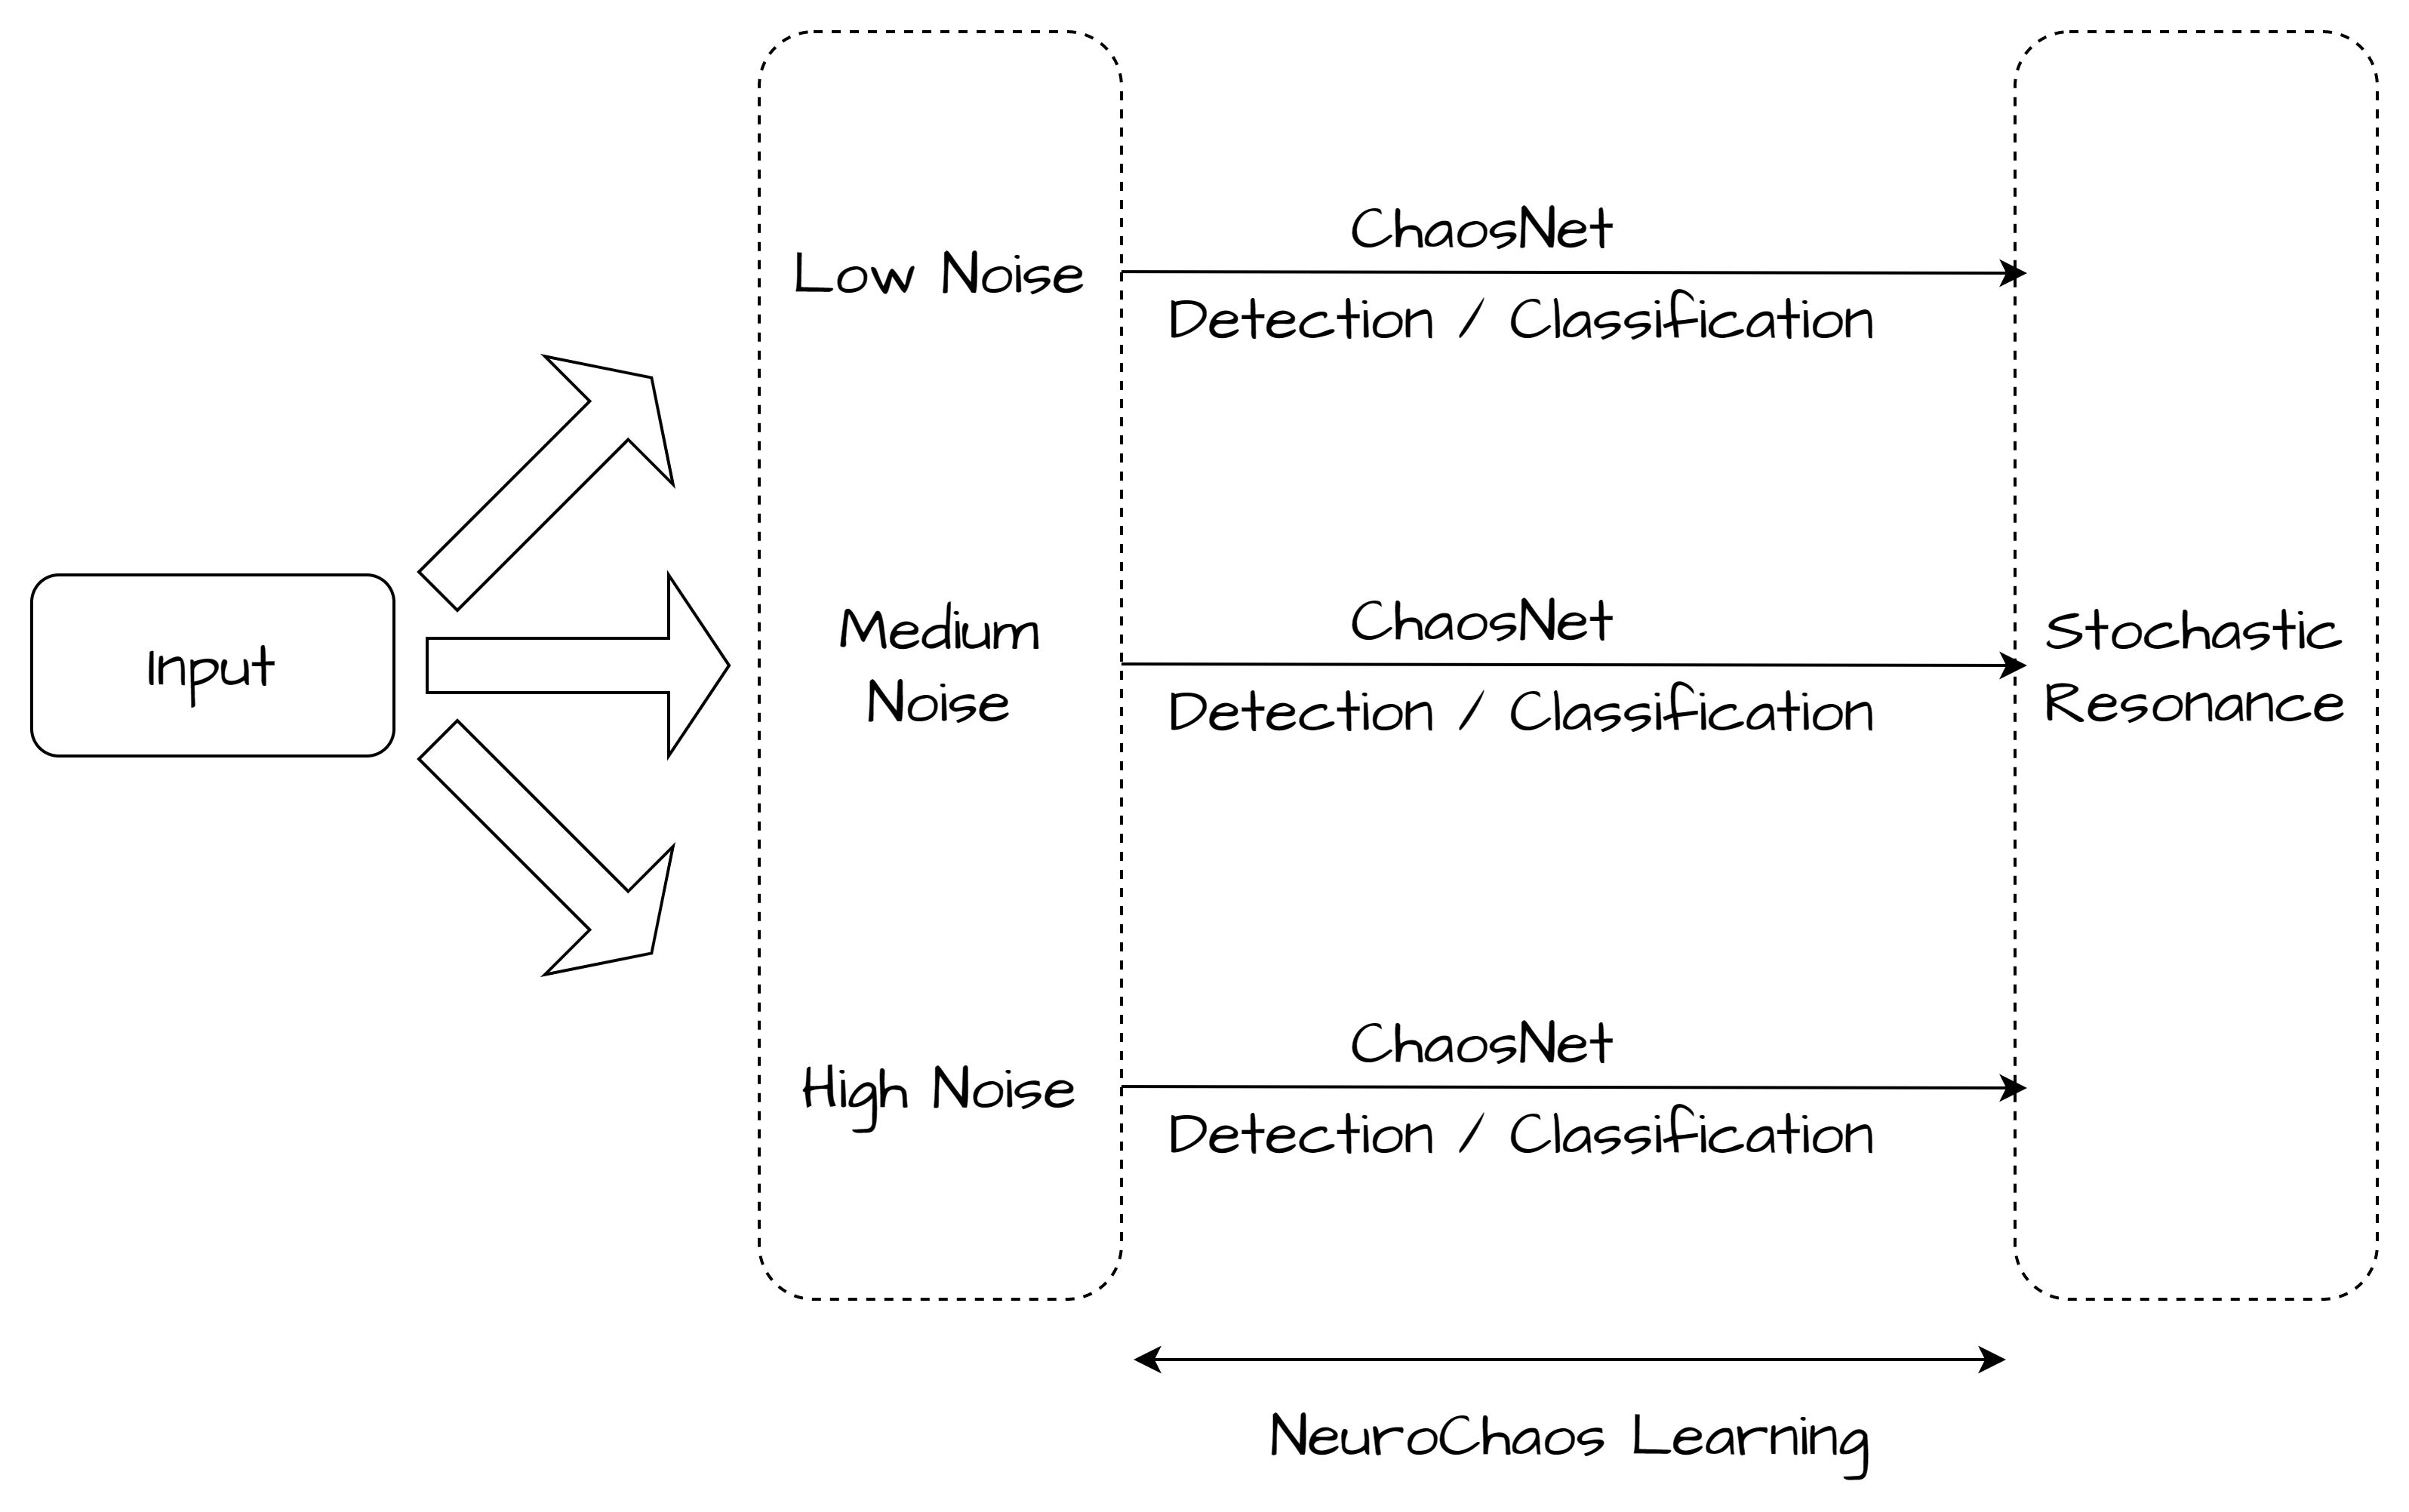 Input
Low Noise
Medium
Noise
High Noise
ChaosNet
Detection / Classification
ChaosNet
Detection / Classification
ChaosNet
Detection / Classification
Stochastic
Resonance
NeuroChaos Learning